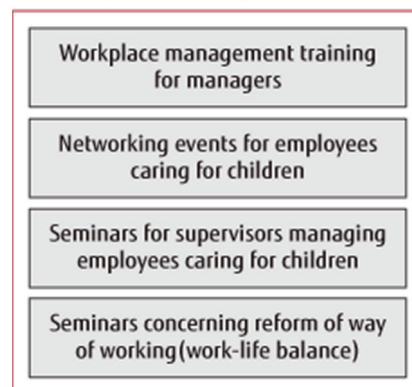 Workplace management training
for managers
Networking events for employees
caring for children
Seminars for supervisors managing
employees caring for children
Seminars concerning reform of way
of working(work-life balance)